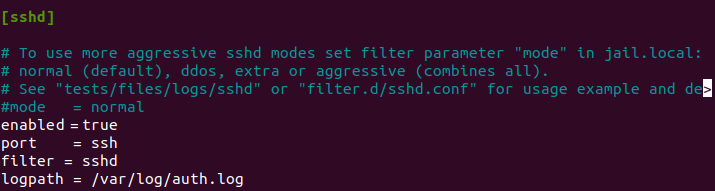 [sshd]
# To use more aggressive sshd modes set filter parameter "mode" in jail.local:
# normal (default), ddos, extra or aggressive (combines all).
# See "tests/files/logs/sshd" or "filter.d/sshd.conf" for usage example and de>
#mode   = normal
enabled = true
port    = ssh
filter = sshd
logpath = /var/log/auth.log